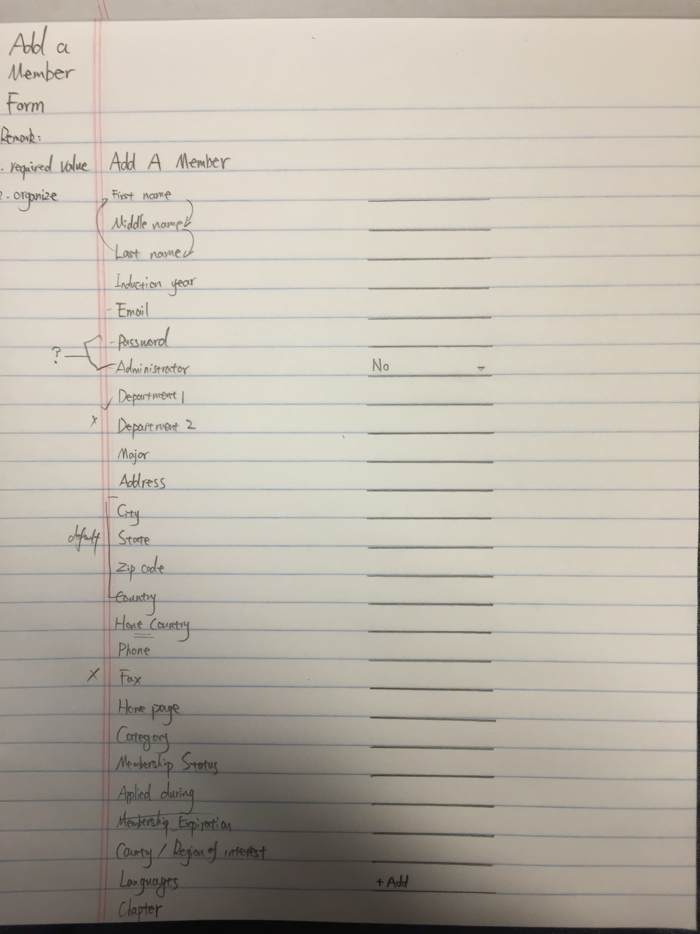 Add a
Member
Form
Remark:
. required value
Add A Member
2. organize
First name
Middle name
Last name
Induction year
- Email
- Password
?
Administrator
No
Department 1
x
Department 2
Major
Address
City
default
State
Zip code
Country
Home Country
Phone
x
Fax
Home page
Category
Membership Status
Applied during
Membership Expiration
Country / Region of interest
Languages
+ Add
Chapter